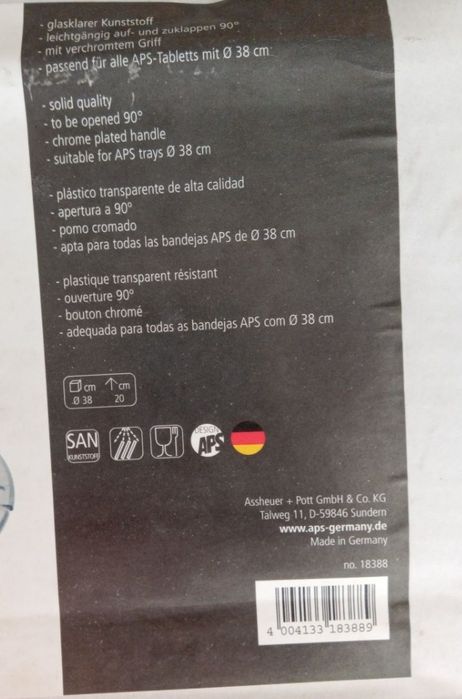 - glasklarer Kunststoff
- leichtgängig auf- und zuklappen 90°
- mit verchromtem Griff
- passend für alle APS-Tabletts mit Ø 38 cm
- solid quality
- to be opened 90°
- chrome plated handle
- suitable for APS trays Ø 38 cm
- plástico transparente de alta calidad
- apertura a 90°
- pomo cromado
- apta para todas las bandejas APS de Ø 38 cm
- plastique transparent résistant
- ouverture 90°
- bouton chromé
- adequada para todas as bandejas APS com Ø 38 cm
cm cm
Ø 38 20
SAN
KUNSTSTOFF
DESIGN
APS
Assheuer + Pott GmbH & Co. KG
Talweg 11, D-59846 Sundern
www.aps-germany.de
Made in Germany
no. 18388
4 004133 183889